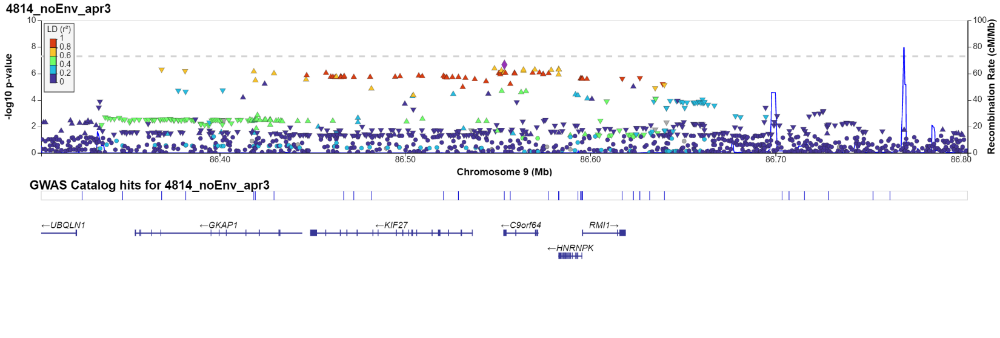 4814_noEnv_apr3
10
8
6
4
2
0
-log10 p-value
LD (r²)
1
0.8
0.6
0.4
0.2
0
100
80
60
40
20
0
Recombination Rate (cM/Mb)
86.40
86.50
86.60
86.70
86.80
Chromosome 9 (Mb)
GWAS Catalog hits for 4814_noEnv_apr3
←UBQLN1
←GKAP1
←KIF27
←C9orf64
RMI1→
←HNRNPK